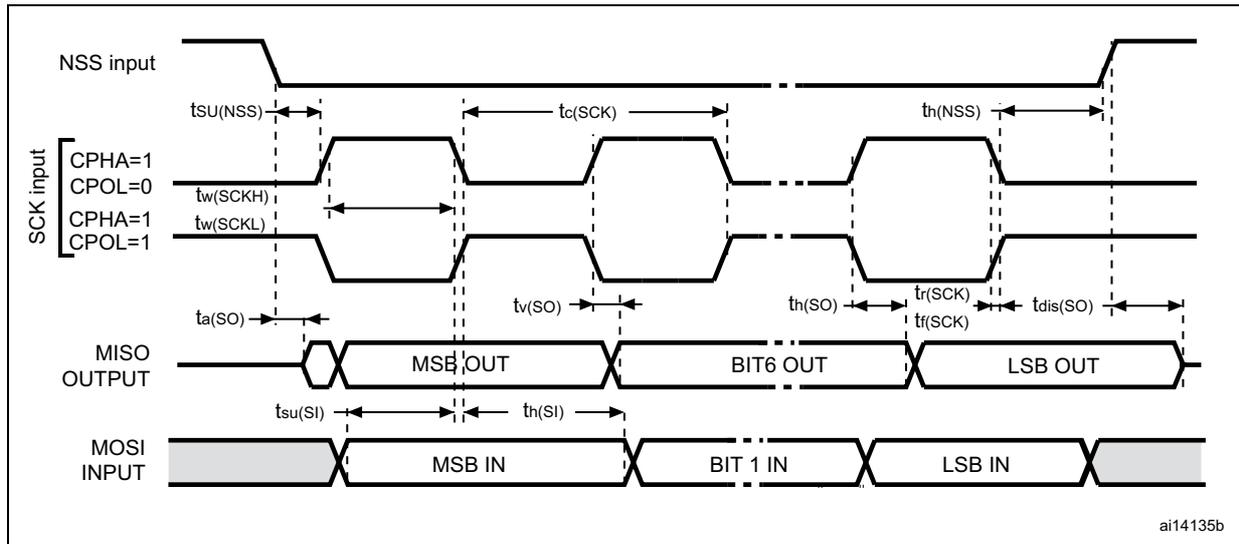 NSS input
tSU(NSS)
tc(SCK)
th(NSS)
SCK input
CPHA=1
CPOL=0
tw(SCKH)
CPHA=1
tw(SCKL)
CPOL=1
ta(SO)
tv(SO)
th(SO)
tr(SCK)
tf(SCK)
tdis(SO)
MISO
OUTPUT
MSB OUT
BIT6 OUT
LSB OUT
tsu(SI)
th(SI)
MOSI
INPUT
MSB IN
BIT 1 IN
LSB IN
ai14135b